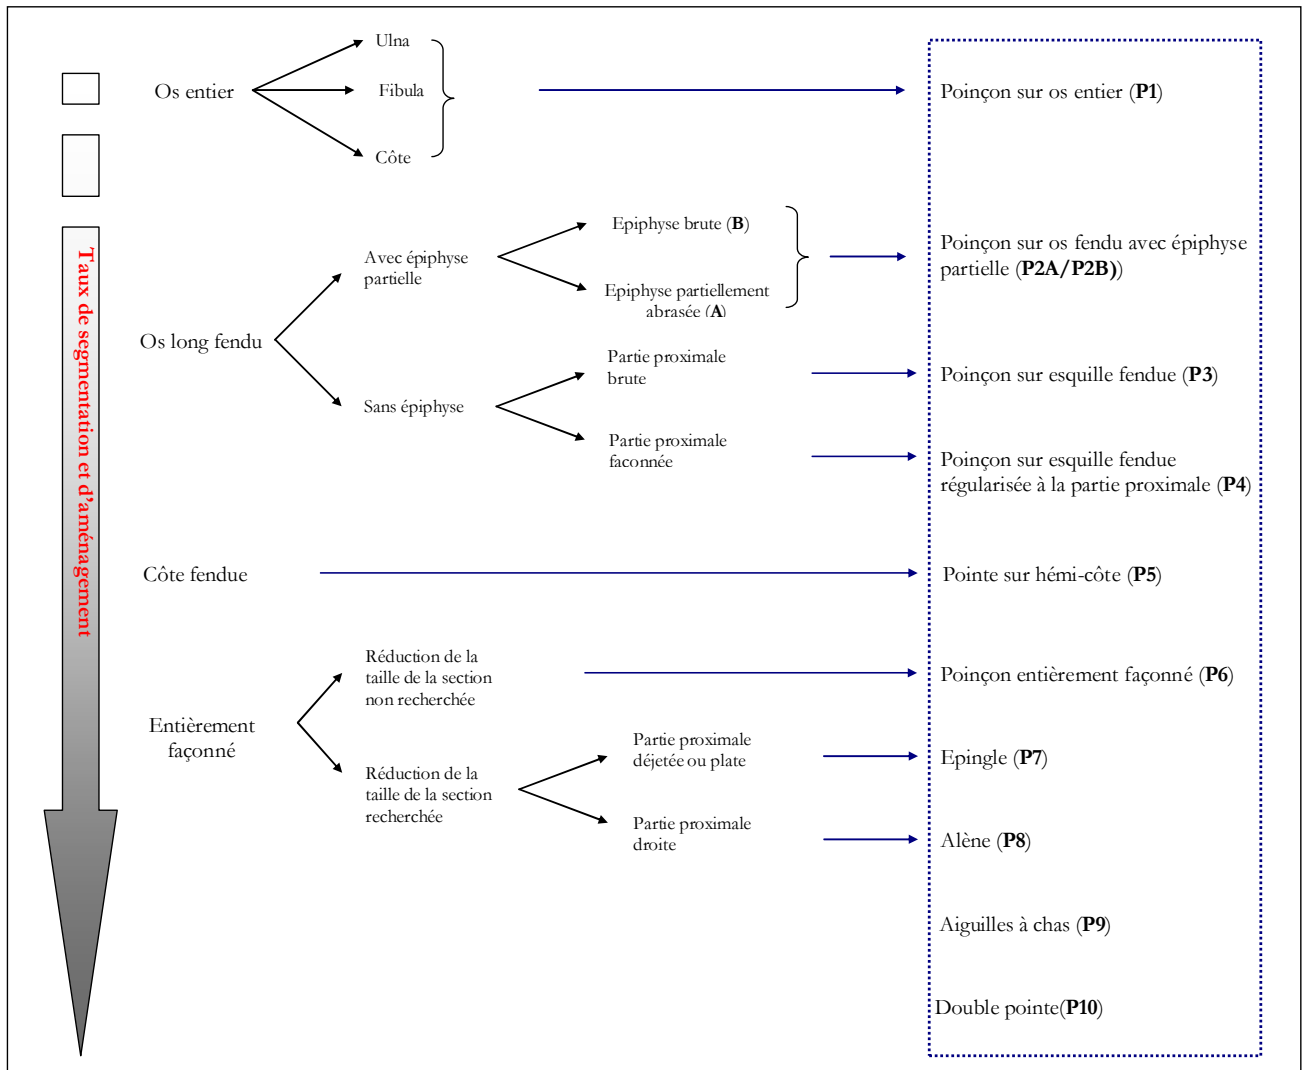 Taux de segmentation et d'aménagement
Os entier
Ulna
Fibula
Côte
Poinçon sur os entier (P1)
Os long fendu
Avec épiphyse
partielle
Epiphyse brute (B)
Epiphyse partiellement
abrasée (A)
Poinçon sur os fendu avec épiphyse
partielle (P2A/P2B))
Sans épiphyse
Partie proximale
brute
Poinçon sur esquille fendue (P3)
Partie proximale
façonnée
Poinçon sur esquille fendue
régularisée à la partie proximale (P4)
Côte fendue
Pointe sur hémi-côte (P5)
Entièrement
façonné
Réduction de la
taille de la section
non recherchée
Poinçon entièrement façonné (P6)
Réduction de la
taille de la section
recherchée
Partie proximale
déjetée ou plate
Epingle (P7)
Partie proximale
droite
Alène (P8)
Aiguilles à chas (P9)
Double pointe(P10)